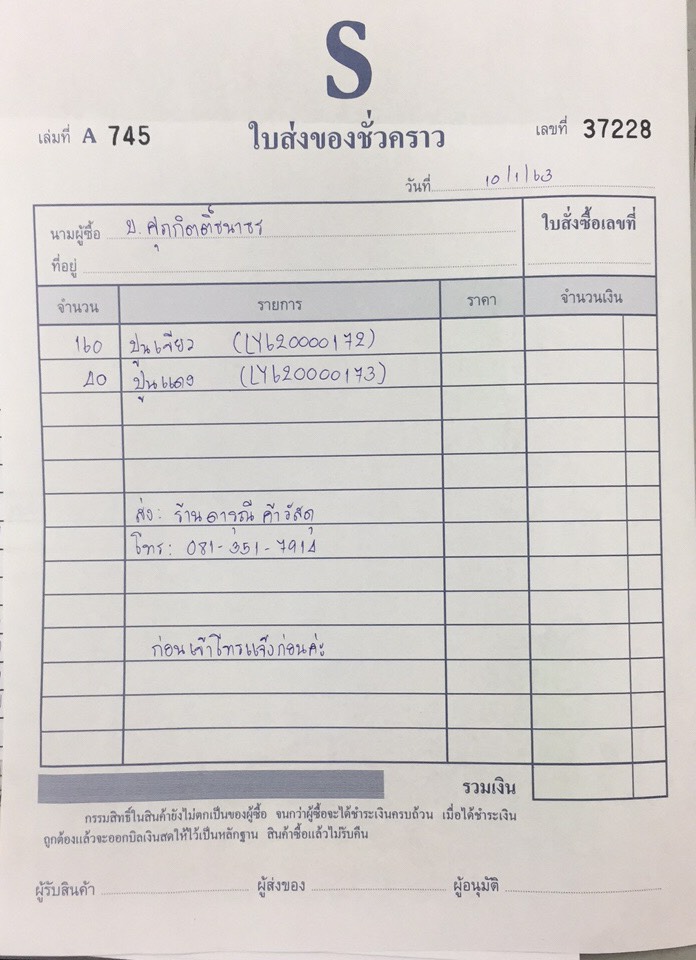 S
เล่มที่ A 745 ใบส่งของชั่วคราว เลขที่ 37228
วันที่ 10/1/63
นามผู้ซื้อ บ. ศุภกิตติ์ธนาธร ใบสั่งซื้อเลขที่
ที่อยู่
จำนวน รายการ ราคา จำนวนเงิน
160 ปูนเขียว (LY620000172)
40 ปูนแดง (LY620000173)
ส่ง: ร้านดารุณี ค้าวัสดุ
โทร: 081-351-7914
ก่อนเข้าโทรแจ้งก่อนค่ะ
รวมเงิน
กรรมสิทธิ์ในสินค้ายังไม่ตกเป็นของผู้ซื้อ จนกว่าผู้ซื้อจะได้ชำระเงินครบถ้วน เมื่อได้ชำระเงิน
ถูกต้องแล้วจะออกบิลเงินสดให้ไว้เป็นหลักฐาน สินค้าซื้อแล้วไม่รับคืน
ผู้รับสินค้า ผู้ส่งของ ผู้อนุมัติ